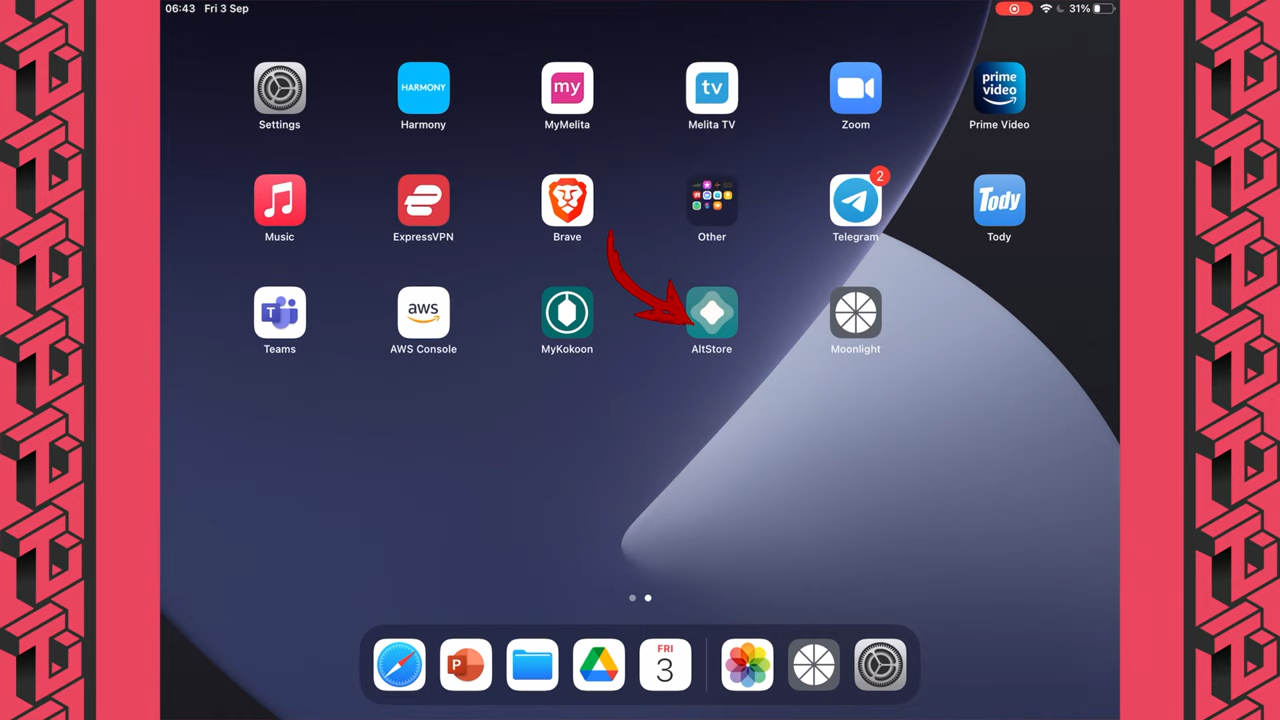 06:43 Fri 3 Sep
31%
HARMONY
my
tv
prime
video
Settings
Harmony
MyMelita
Melita TV
Zoom
Prime Video
2
Tody
Music
ExpressVPN
Brave
Other
Telegram
Tody
T
aws
Teams
AWS Console
MyKokoon
AltStore
Moonlight
P
FRI
3